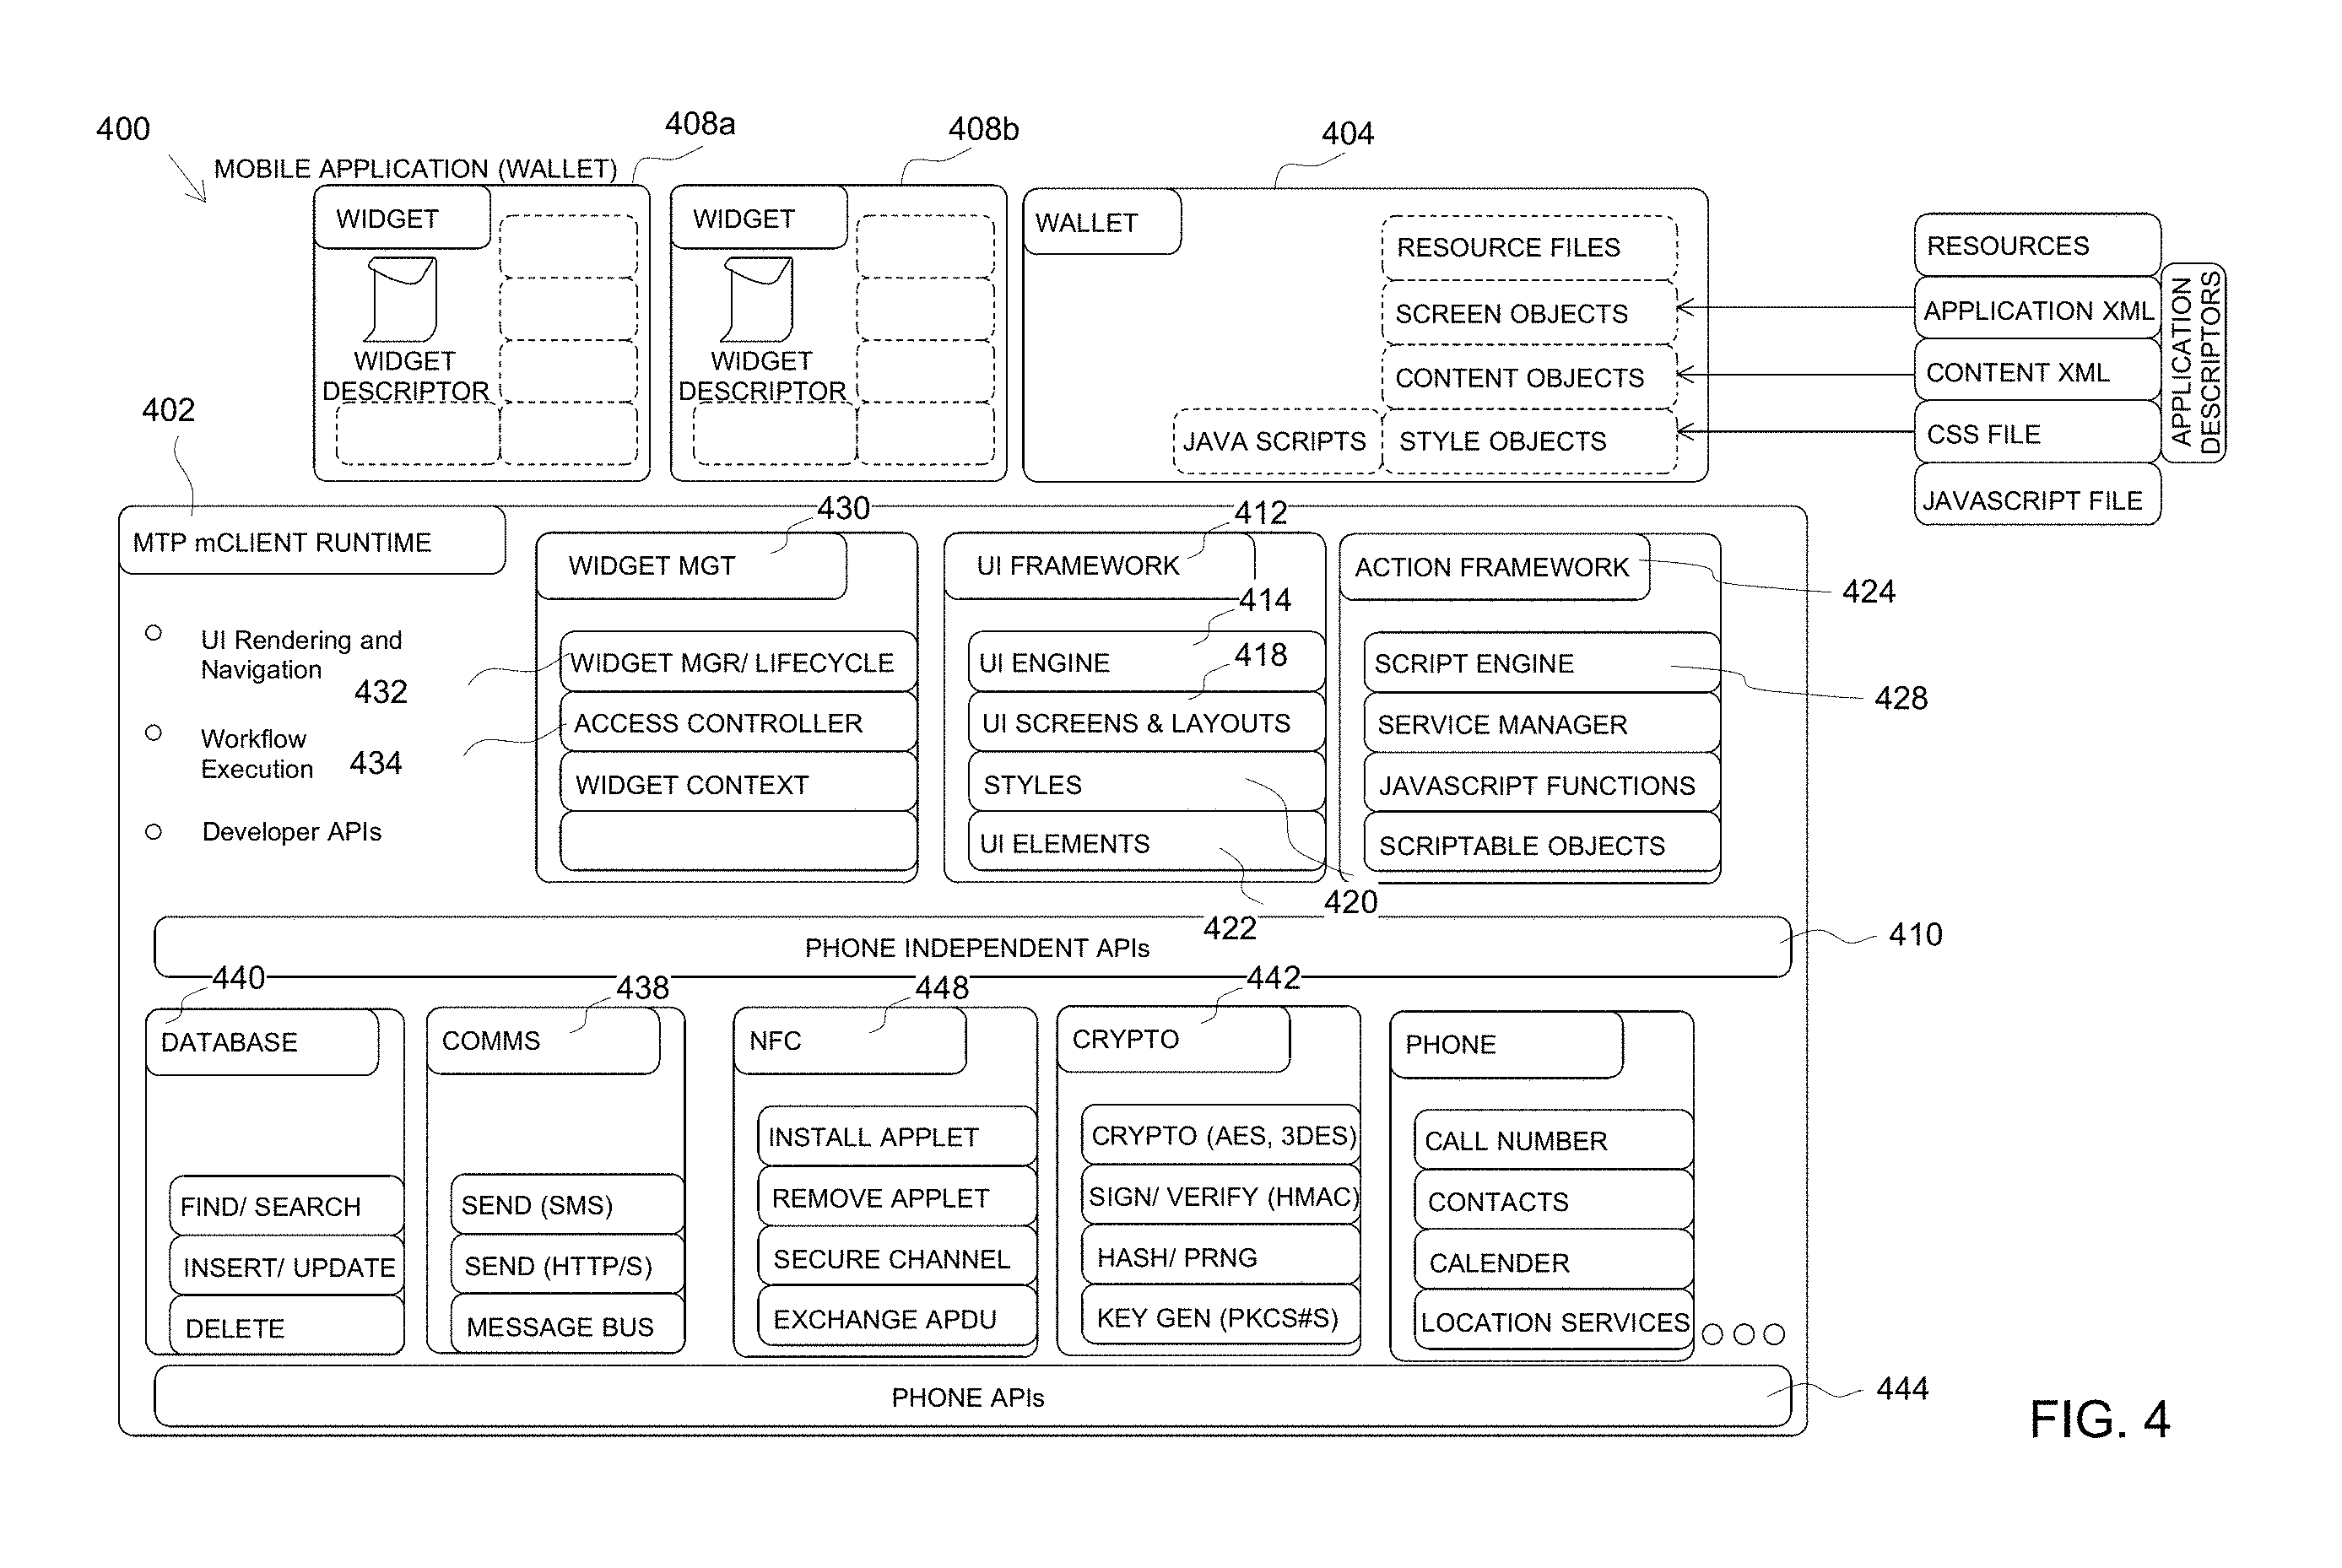 400
408a
408b
404
MOBILE APPLICATION (WALLET)
WIDGET
WIDGET
DESCRIPTOR
WIDGET
WIDGET
DESCRIPTOR
WALLET
RESOURCE FILES
SCREEN OBJECTS
CONTENT OBJECTS
JAVA SCRIPTS
STYLE OBJECTS
RESOURCES
APPLICATION XML
CONTENT XML
CSS FILE
JAVASCRIPT FILE
APPLICATION
DESCRIPTORS
402
MTP mCLIENT RUNTIME
UI Rendering and
Navigation
Workflow
Execution
Developer APIs
430
WIDGET MGT
432
WIDGET MGR/ LIFECYCLE
434
ACCESS CONTROLLER
WIDGET CONTEXT
412
UI FRAMEWORK
414
UI ENGINE
418
UI SCREENS & LAYOUTS
STYLES
UI ELEMENTS
420
422
ACTION FRAMEWORK
424
SCRIPT ENGINE
428
SERVICE MANAGER
JAVASCRIPT FUNCTIONS
SCRIPTABLE OBJECTS
PHONE INDEPENDENT APIs
410
440
DATABASE
FIND/ SEARCH
INSERT/ UPDATE
DELETE
438
COMMS
SEND (SMS)
SEND (HTTP/S)
MESSAGE BUS
448
NFC
INSTALL APPLET
REMOVE APPLET
SECURE CHANNEL
EXCHANGE APDU
442
CRYPTO
CRYPTO (AES, 3DES)
SIGN/ VERIFY (HMAC)
HASH/ PRNG
KEY GEN (PKCS#S)
PHONE
CALL NUMBER
CONTACTS
CALENDER
LOCATION SERVICES
PHONE APIs
444
FIG. 4